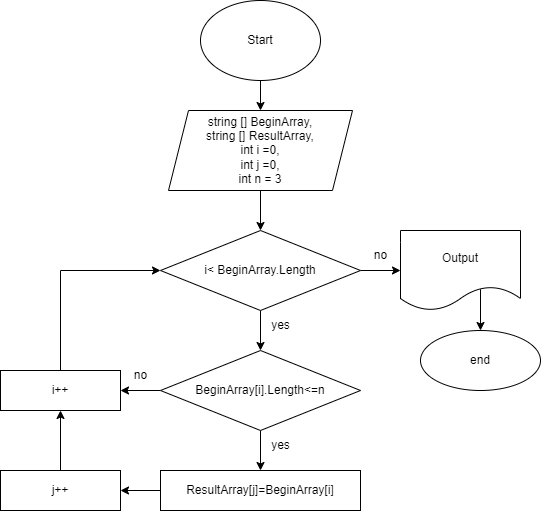 Start
string [] BeginArray,
string [] ResultArray,
int i =0,
int j =0,
int n = 3
i< BeginArray.Length
no
Output
yes
end
no
BeginArray[i].Length<=n
i++
yes
j++
ResultArray[j]=BeginArray[i]